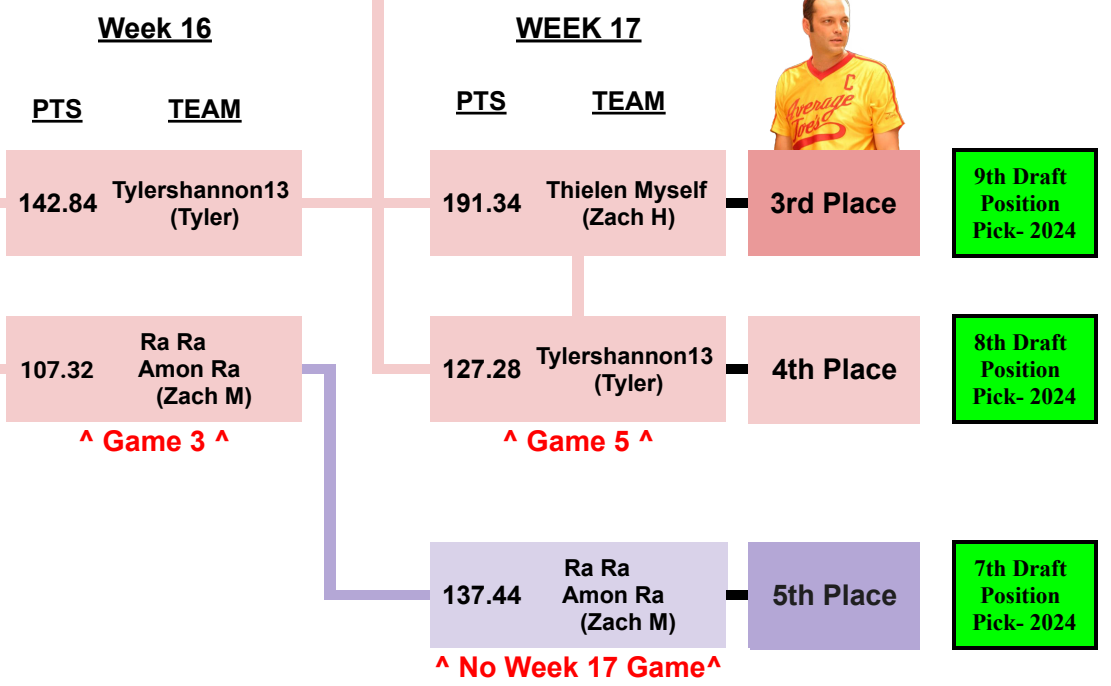 Week 16
WEEK 17
PTS
TEAM
PTS
TEAM
C
Average
Joe's
142.84
Tylershannon13
(Tyler)
191.34
Thielen Myself
(Zach H)
3rd Place
9th Draft
Position
Pick- 2024
107.32
Ra Ra
Amon Ra
(Zach M)
127.28
Tylershannon13
(Tyler)
4th Place
8th Draft
Position
Pick- 2024
^ Game 3 ^
^ Game 5 ^
137.44
Ra Ra
Amon Ra
(Zach M)
5th Place
7th Draft
Position
Pick- 2024
^ No Week 17 Game^